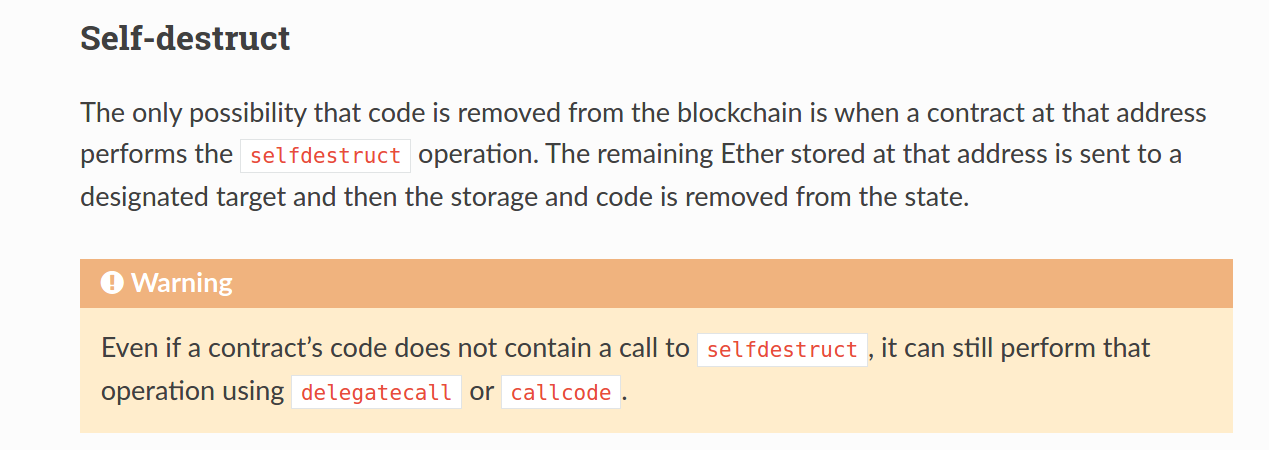 Self-destruct
The only possibility that code is removed from the blockchain is when a contract at that address
performs the selfdestruct operation. The remaining Ether stored at that address is sent to a
designated target and then the storage and code is removed from the state.
Warning
Even if a contract’s code does not contain a call to selfdestruct, it can still perform that
operation using delegatecall or callcode.